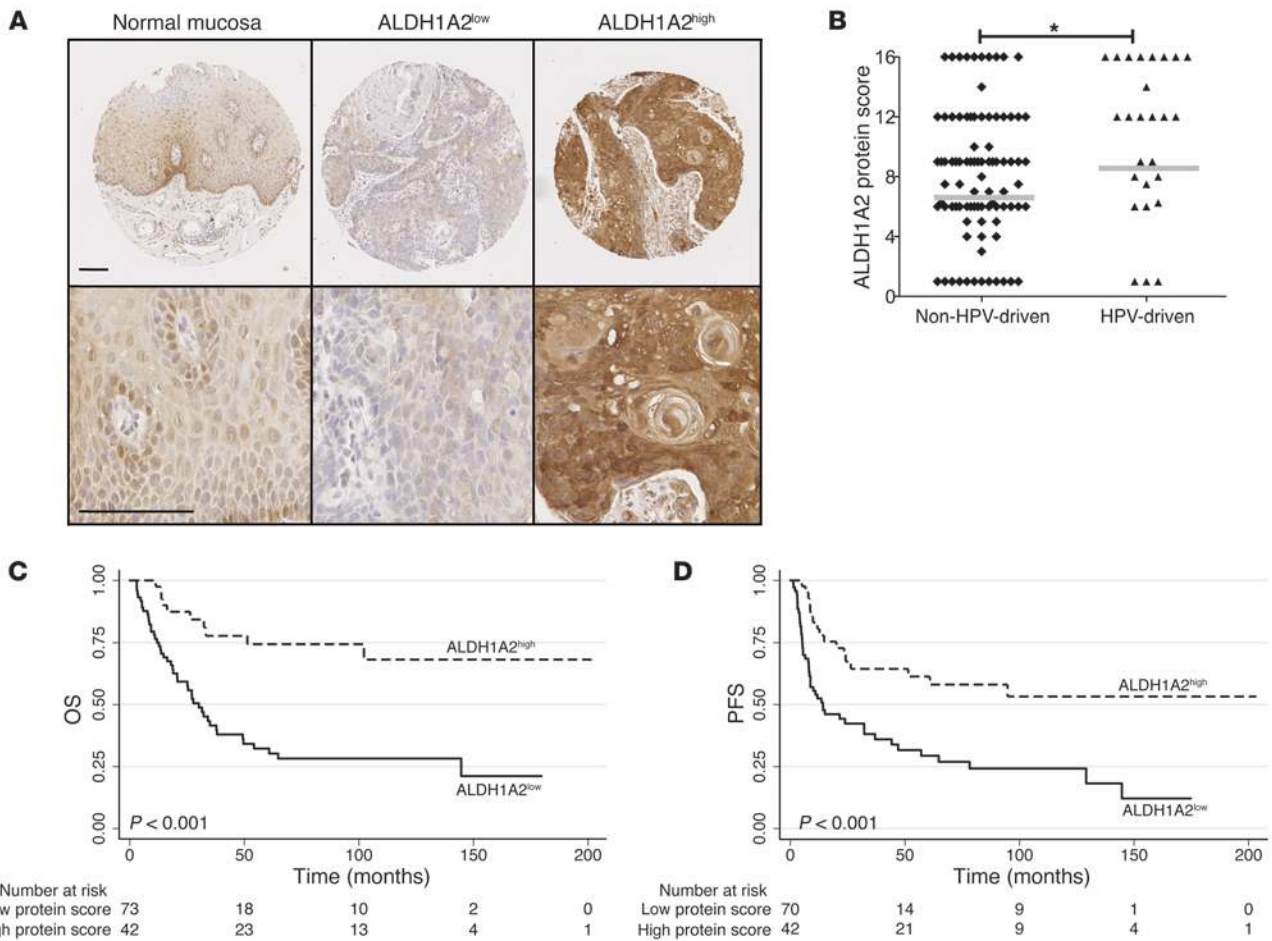 A
Normal mucosa ALDH1A2low ALDH1A2high
B
*
16
12
8
4
0
ALDH1A2 protein score
Non-HPV-driven HPV-driven
C
1.00
0.75
0.50
0.25
0.00
OS
ALDH1A2high
ALDH1A2low
P < 0.001
0 50 100 150 200
Time (months)
Number at risk
w protein score 73 18 10 2 0
gh protein score 42 23 13 4 1
D
1.00
0.75
0.50
0.25
0.00
PFS
ALDH1A2high
ALDH1A2low
P < 0.001
0 50 100 150 200
Time (months)
Number at risk
Low protein score 70 14 9 1 0
High protein score 42 21 9 4 1